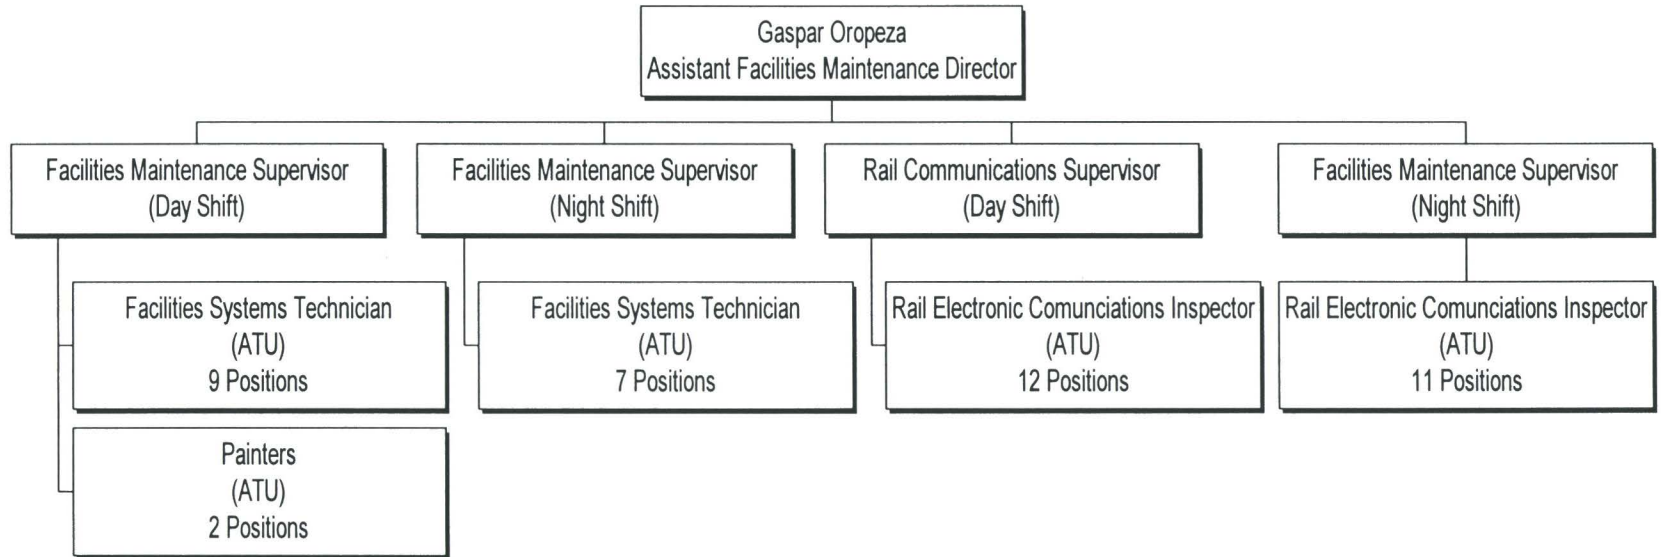 Gaspar Oropeza
Assistant Facilities Maintenance Director
Facilities Maintenance Supervisor
(Day Shift)
Facilities Maintenance Supervisor
(Night Shift)
Rail Communications Supervisor
(Day Shift)
Facilities Maintenance Supervisor
(Night Shift)
Facilities Systems Technician
(ATU)
9 Positions
Facilities Systems Technician
(ATU)
7 Positions
Rail Electronic Comunciations Inspector
(ATU)
12 Positions
Rail Electronic Comunciations Inspector
(ATU)
11 Positions
Painters
(ATU)
2 Positions